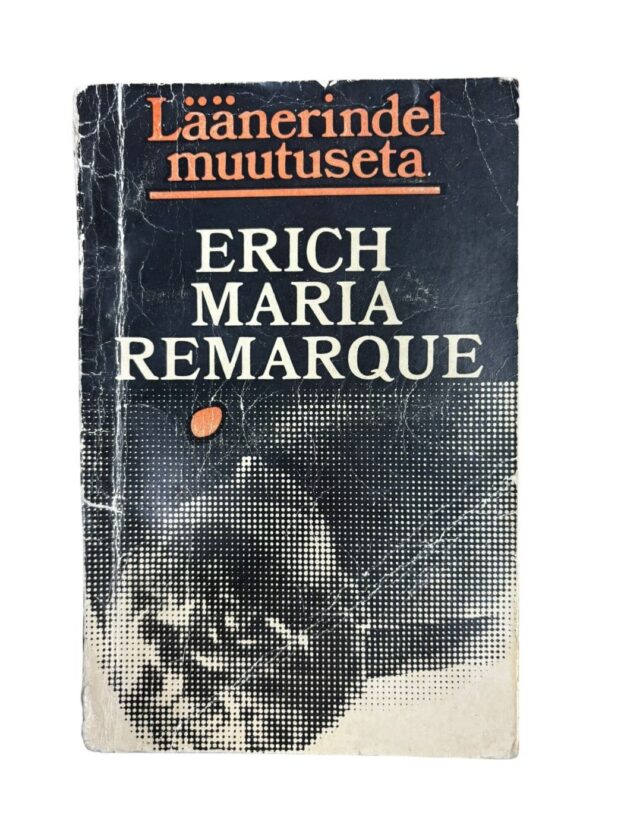 Läänerindel
muutuseta
ERICH
MARIA
REMARQUE